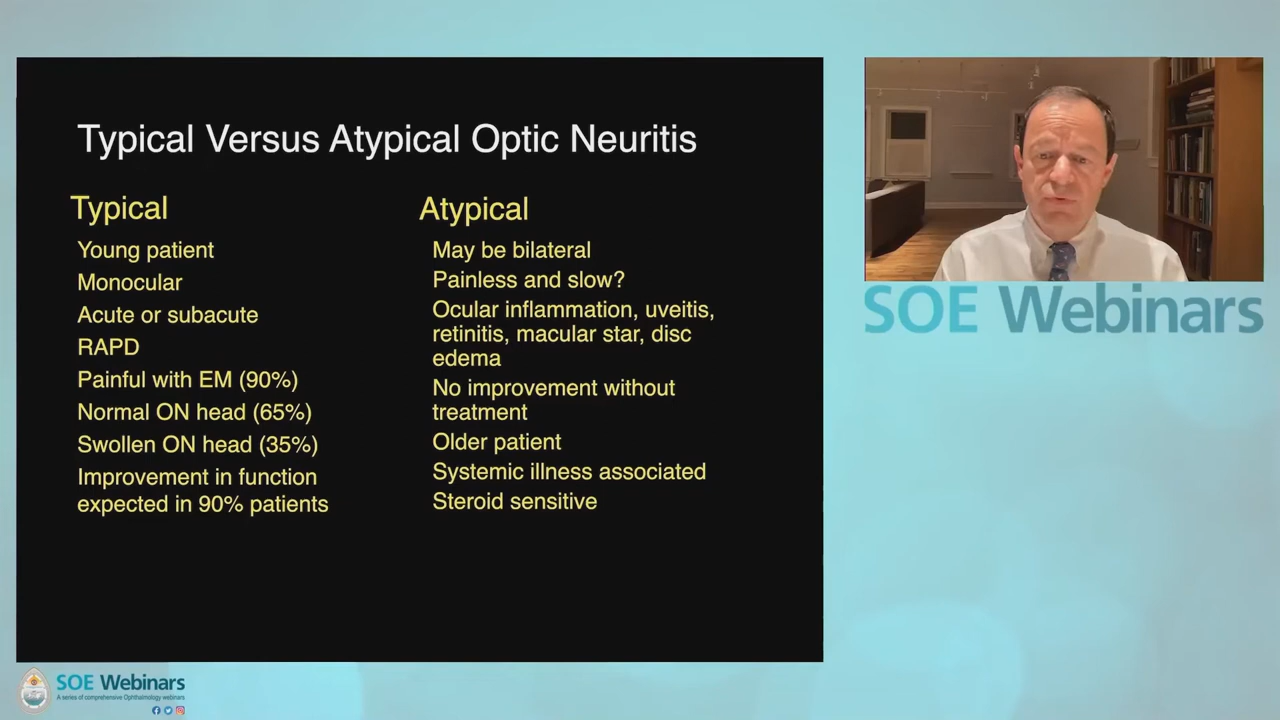 Typical Versus Atypical Optic Neuritis
Typical
Young patient
Monocular
Acute or subacute
RAPD
Painful with EM (90%)
Normal ON head (65%)
Swollen ON head (35%)
Improvement in function
expected in 90% patients
Atypical
May be bilateral
Painless and slow?
Ocular inflammation, uveitis,
retinitis, macular star, disc
edema
No improvement without
treatment
Older patient
Systemic illness associated
Steroid sensitive
SOE Webinars
SOE Webinars
A series of comprehensive Ophthalmology webinars